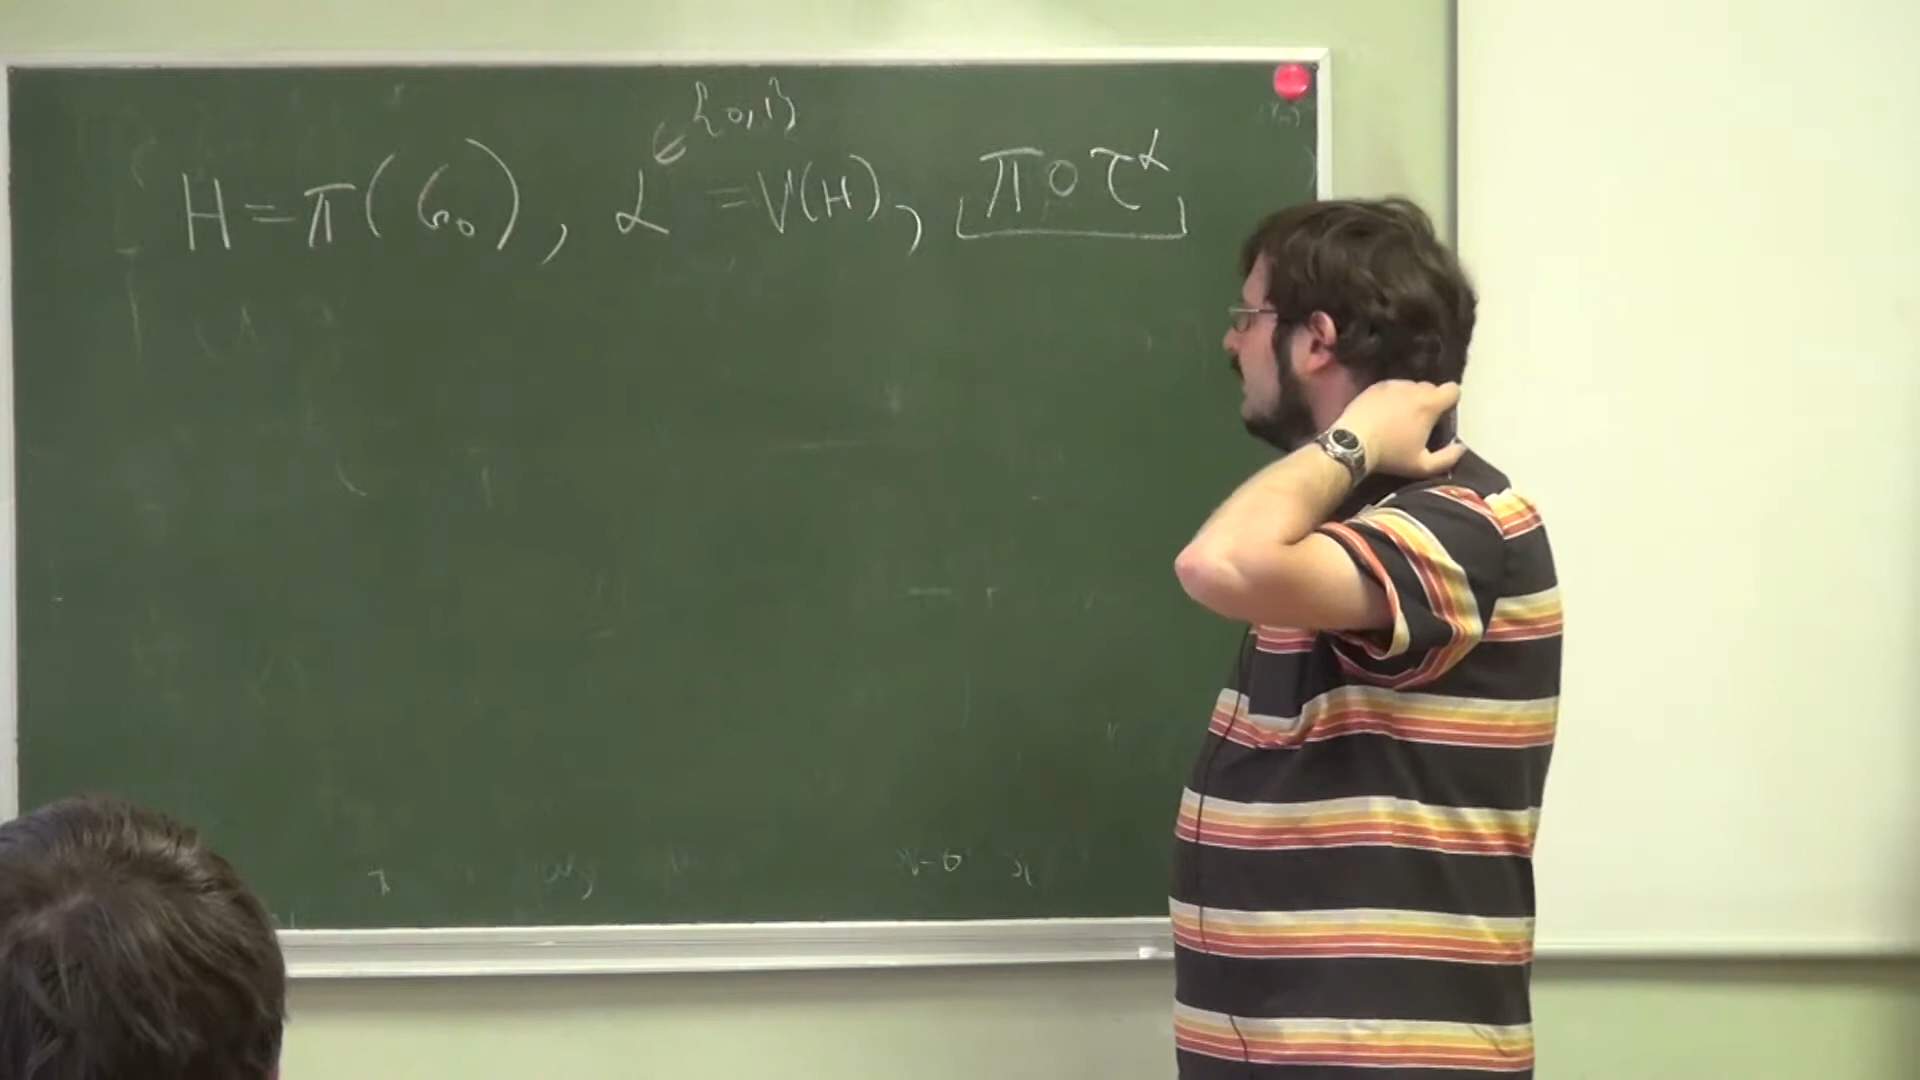 ∈{0,1}
H=π(G₀), α =V(H), π∘τ^α